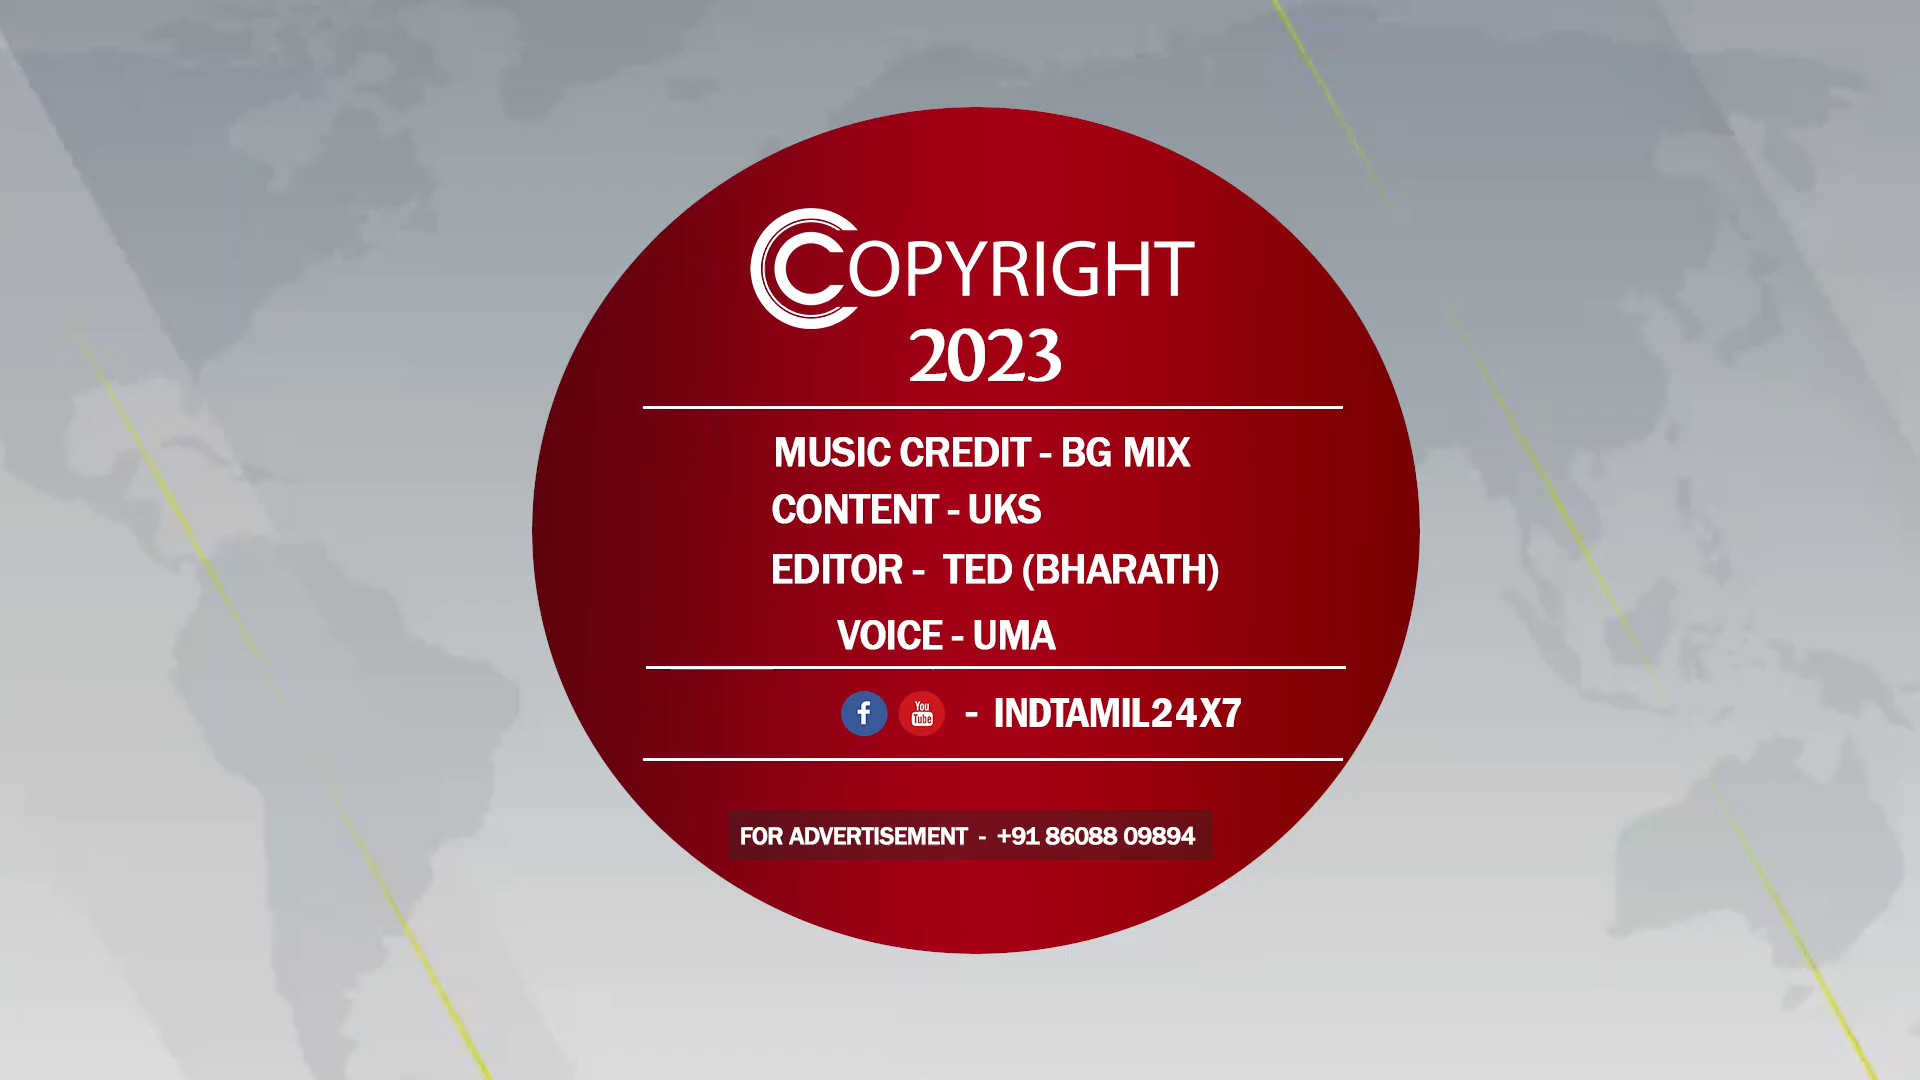 COPYRIGHT
2023
MUSIC CREDIT - BG MIX
CONTENT - UKS
EDITOR - TED (BHARATH)
VOICE - UMA
f You Tube - INDTAMIL24X7
FOR ADVERTISEMENT - +91 86088 09894